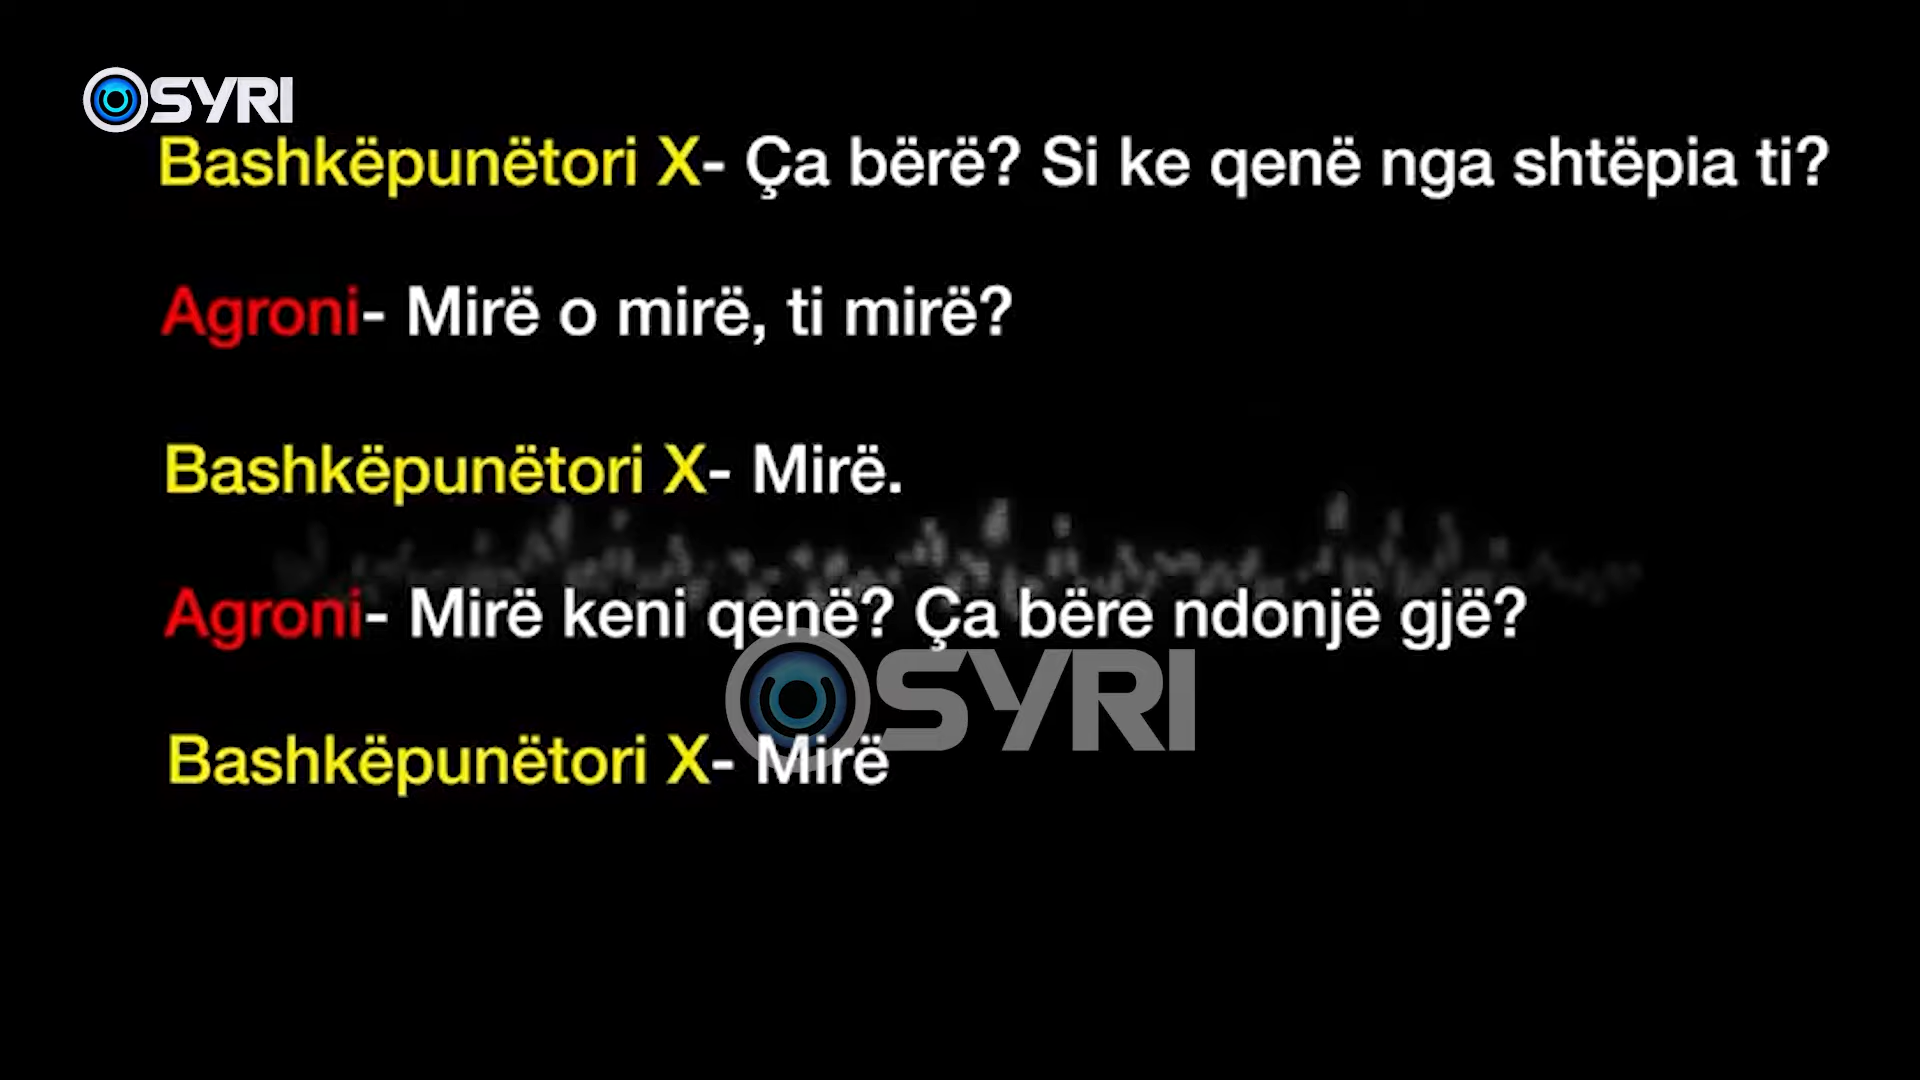 SYRI
Bashkëpunëtori X- Ça bërë? Si ke qenë nga shtëpia ti?
Agroni- Mirë o mirë, ti mirë?
Bashkëpunëtori X- Mirë.
Agroni- Mirë keni qenë? Ça bëre ndonjë gjë?
SYRI
Bashkëpunëtori X- Mirë